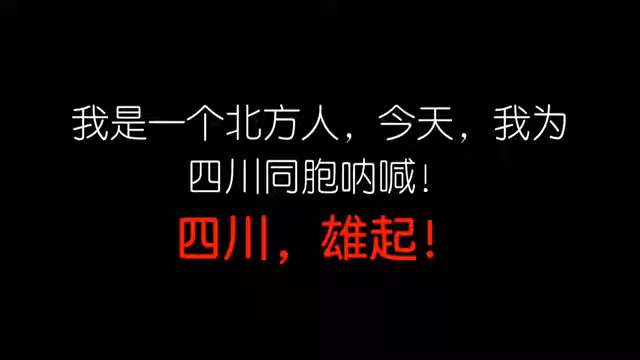 我是一个北方人，今天，我为
四川同胞呐喊！
四川，雄起！